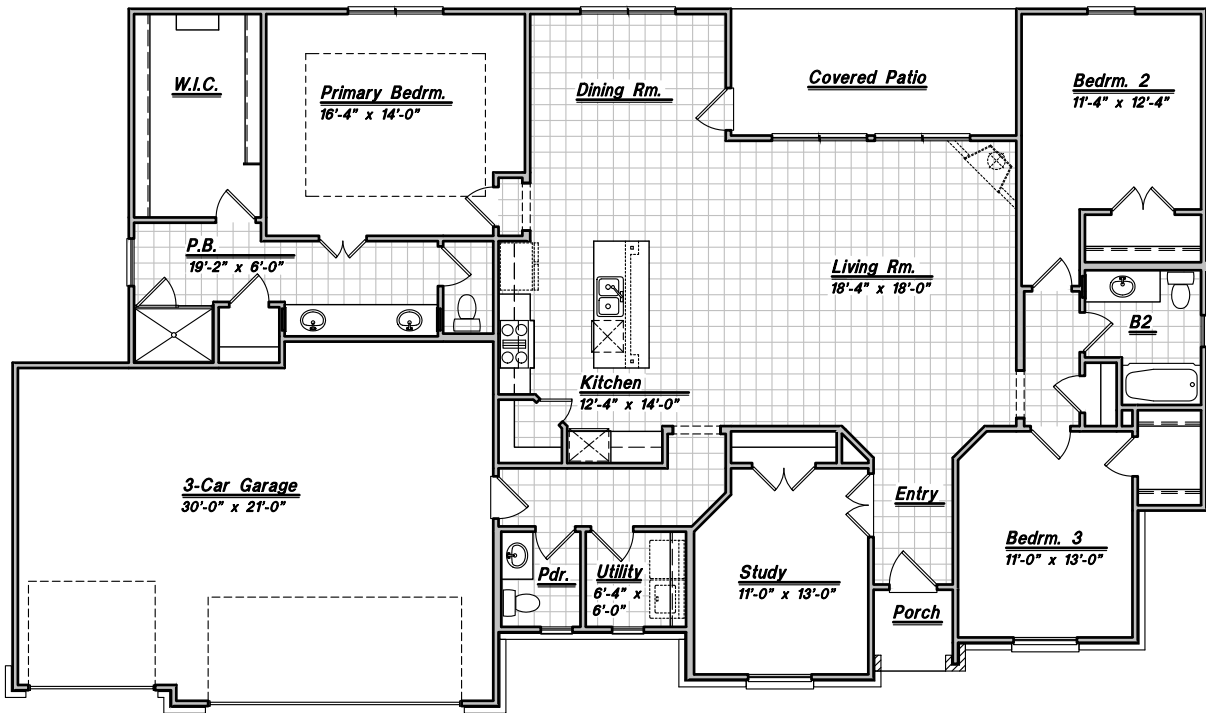 W.I.C.
Primary Bedrm.
16'-4" x 14'-0"
Dining Rm.
Covered Patio
Bedrm. 2
11'-4" x 12'-4"
P.B.
19'-2" x 6'-0"
Living Rm.
18'-4" x 18'-0"
B2
Kitchen
12'-4" x 14'-0"
3-Car Garage
30'-0" x 21'-0"
Entry
Bedrm. 3
11'-0" x 13'-0"
Pdr.
Utility
6'-4" x
6'-0"
Study
11'-0" x 13'-0"
Porch